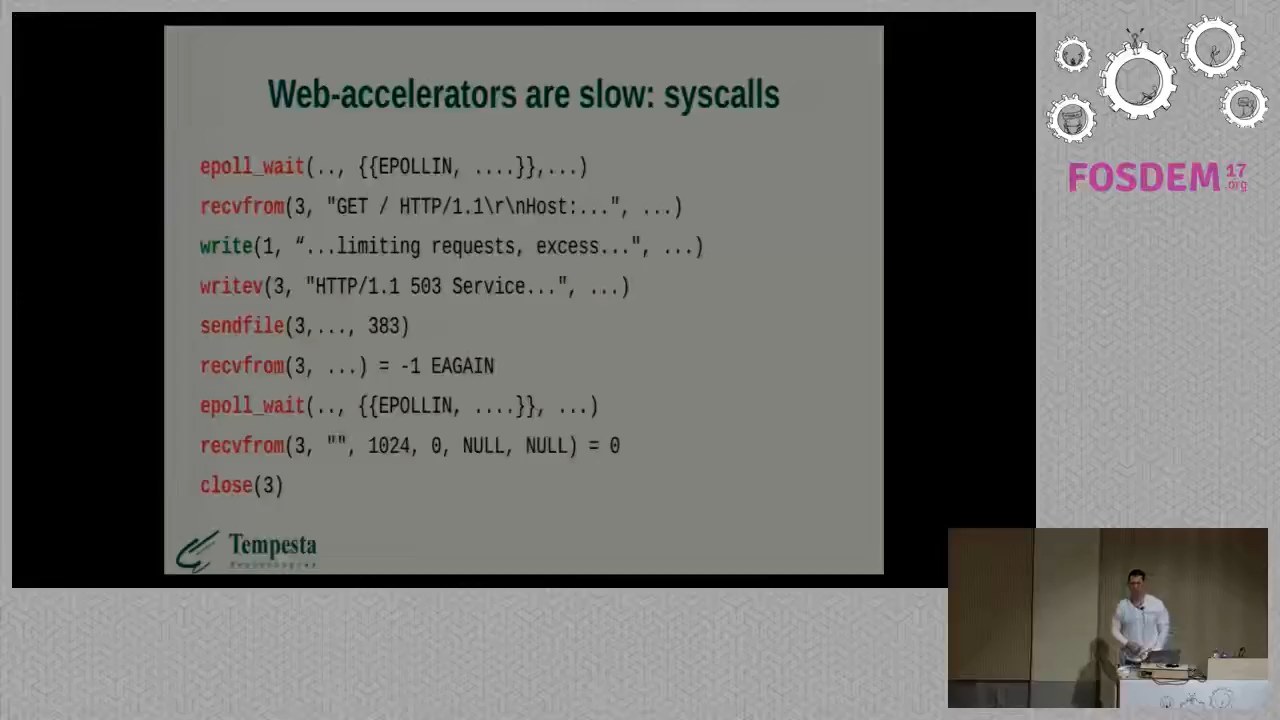 Web-accelerators are slow: syscalls
epoll_wait(.., {{EPOLLIN, ....}},...)
recvfrom(3, "GET / HTTP/1.1\r\nHost:...", ...)
write(1, “...limiting requests, excess...", ...)
writev(3, "HTTP/1.1 503 Service...", ...)
sendfile(3,..., 383)
recvfrom(3, ...) = -1 EAGAIN
epoll_wait(.., {{EPOLLIN, ....}}, ...)
recvfrom(3, "", 1024, 0, NULL, NULL) = 0
close(3)
Tempesta
FOSDEM 17
.org